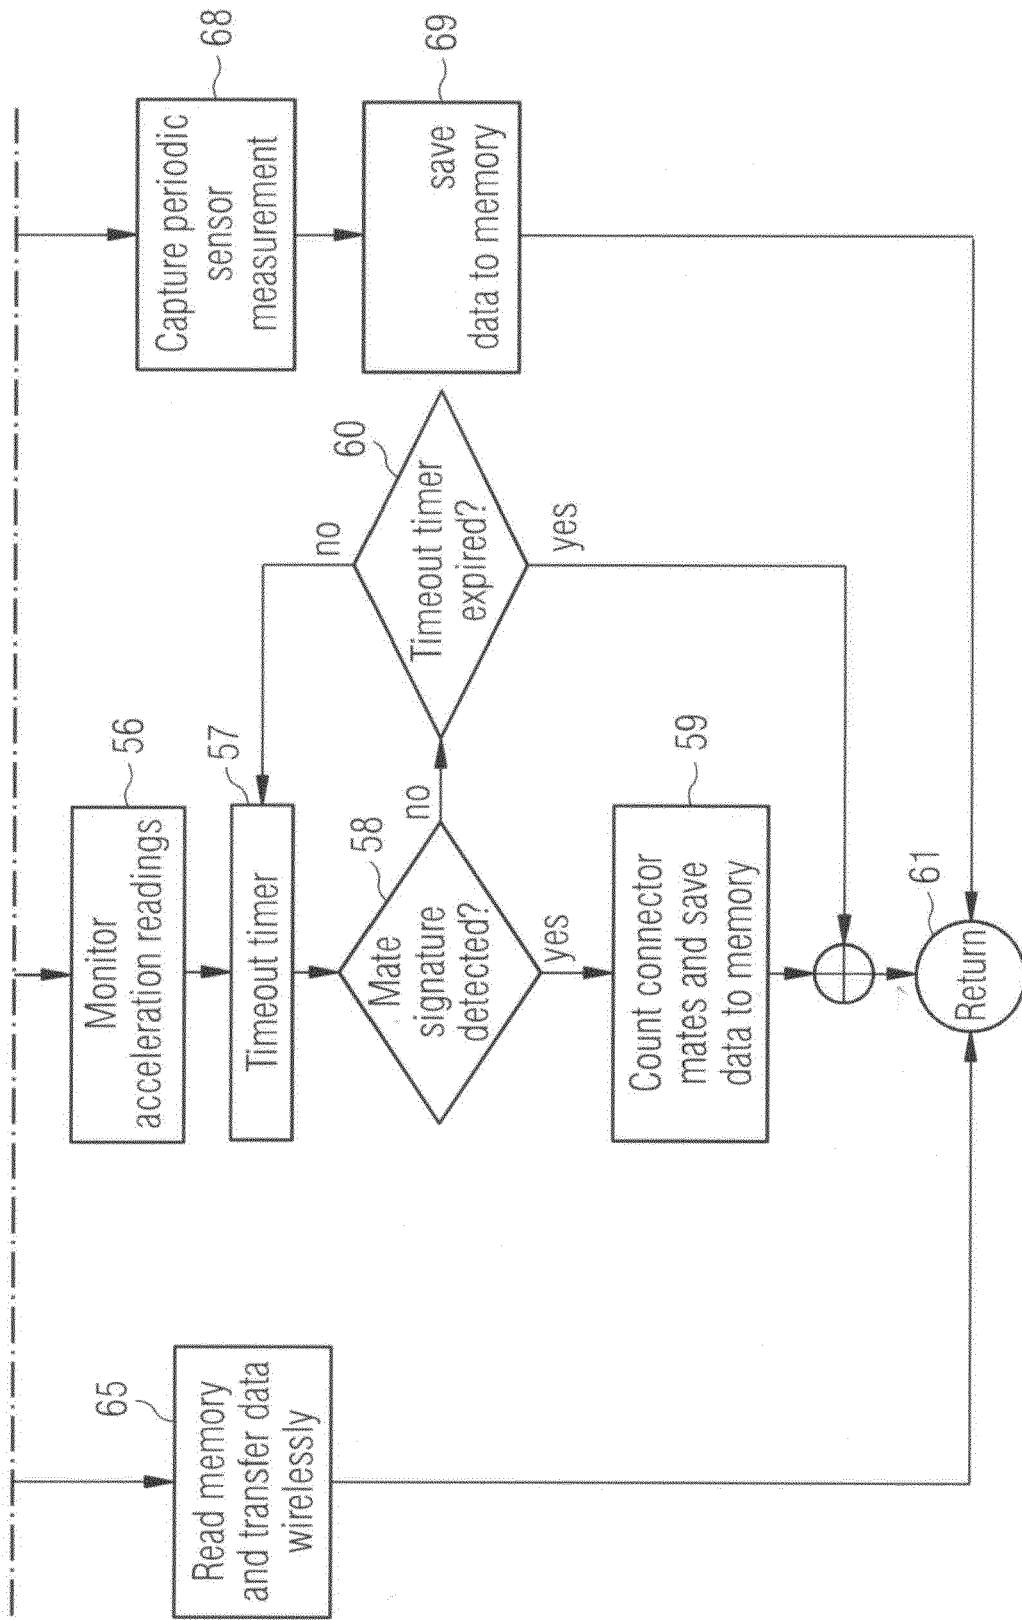 65
Read memory
and transfer data
wirelessly
56
Monitor
acceleration readings
57
Timeout timer
58
Mate
signature
detected?
no
yes
59
Count connector
mates and save
data to memory
60
Timeout timer
expired?
no
yes
68
Capture periodic
sensor
measurement
69
save
data to memory
61
Return